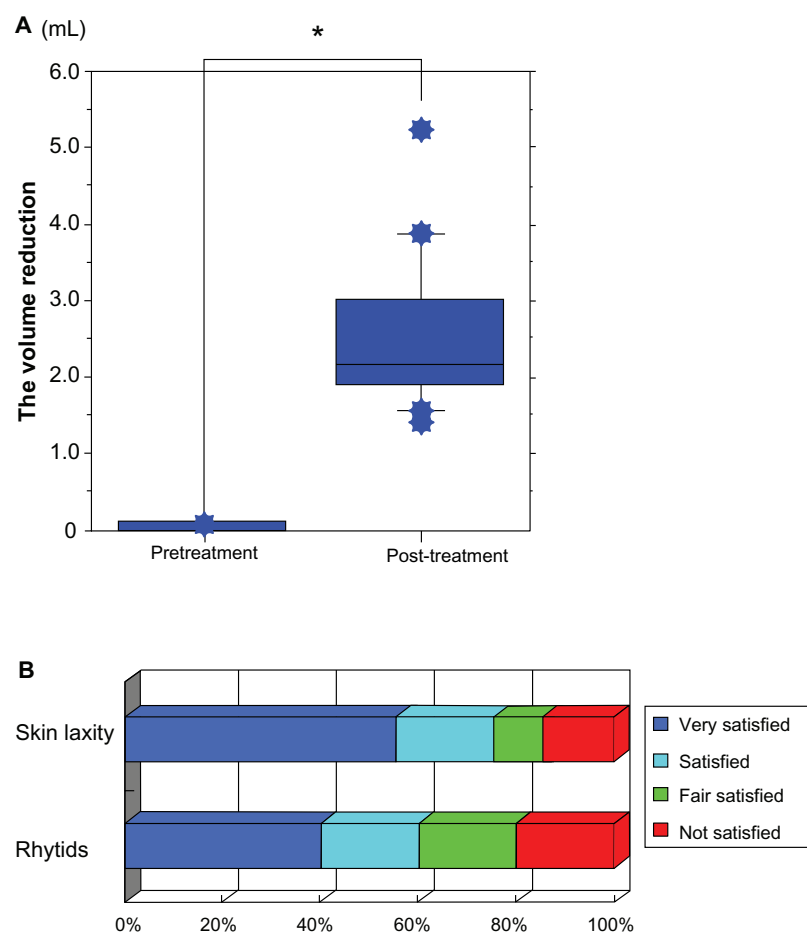 A (mL)
*
The volume reduction
6.0
5.0
4.0
3.0
2.0
1.0
0
Pretreatment
Post-treatment
B
Skin laxity
Rhytids
0%
20%
40%
60%
80%
100%
Very satisfied
Satisfied
Fair satisfied
Not satisfied